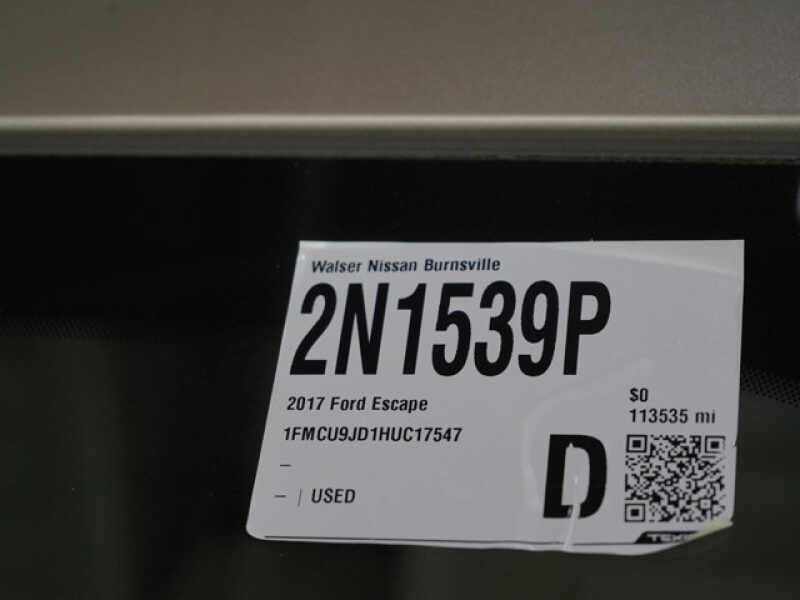 Walser Nissan Burnsville
2N1539P
2017 Ford Escape
$0
113535 mi
1FMCU9JD1HUC17547
–
– | USED
D